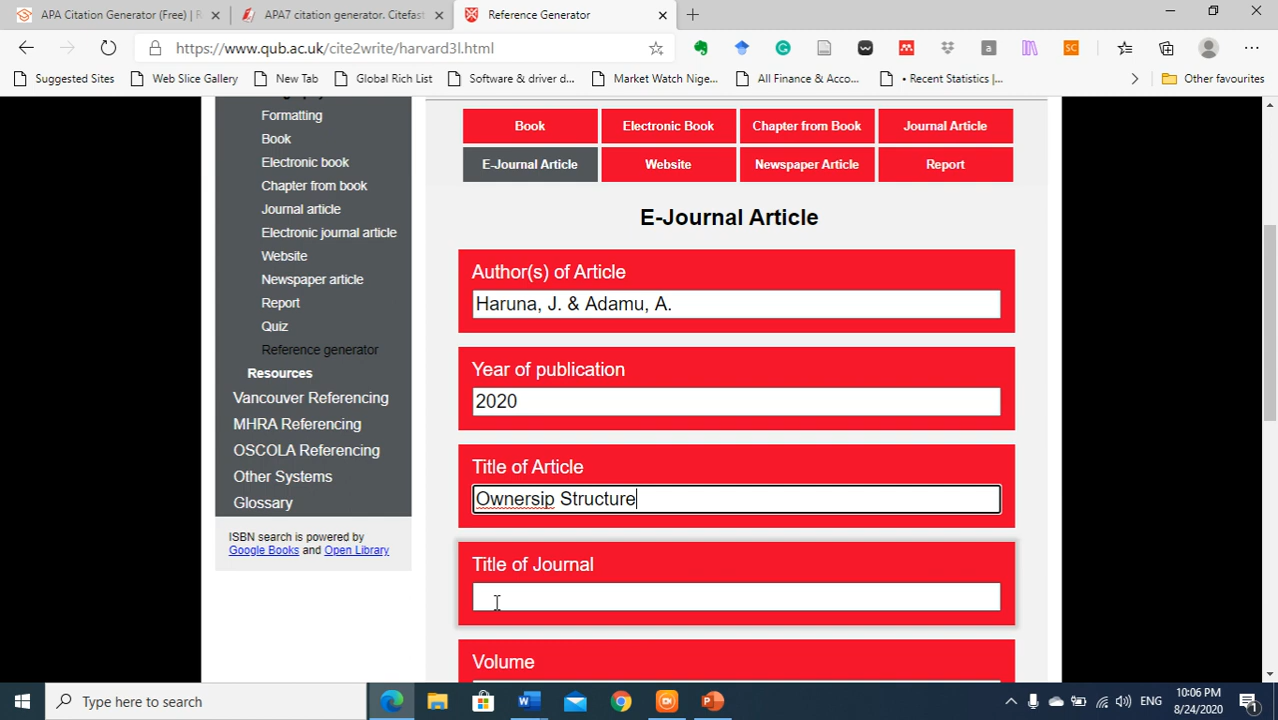 APA Citation Generator (Free) | R
APA7 citation generator. Citefast
Reference Generator
https://www.qub.ac.uk/cite2write/harvard3l.html
Suggested Sites
Web Slice Gallery
New Tab
Global Rich List
Software & driver d...
Market Watch Nige...
All Finance & Acco...
• Recent Statistics |...
Other favourites
Formatting
Book
Electronic book
Chapter from book
Journal article
Electronic journal article
Website
Newspaper article
Report
Quiz
Reference generator
Resources
Vancouver Referencing
MHRA Referencing
OSCOLA Referencing
Other Systems
Glossary
ISBN search is powered by
Google Books and Open Library
Book
Electronic Book
Chapter from Book
Journal Article
E-Journal Article
Website
Newspaper Article
Report
E-Journal Article
Author(s) of Article
Haruna, J. & Adamu, A.
Year of publication
2020
Title of Article
Ownersip Structure
Title of Journal
Volume
Type here to search
ENG
10:06 PM
8/24/2020